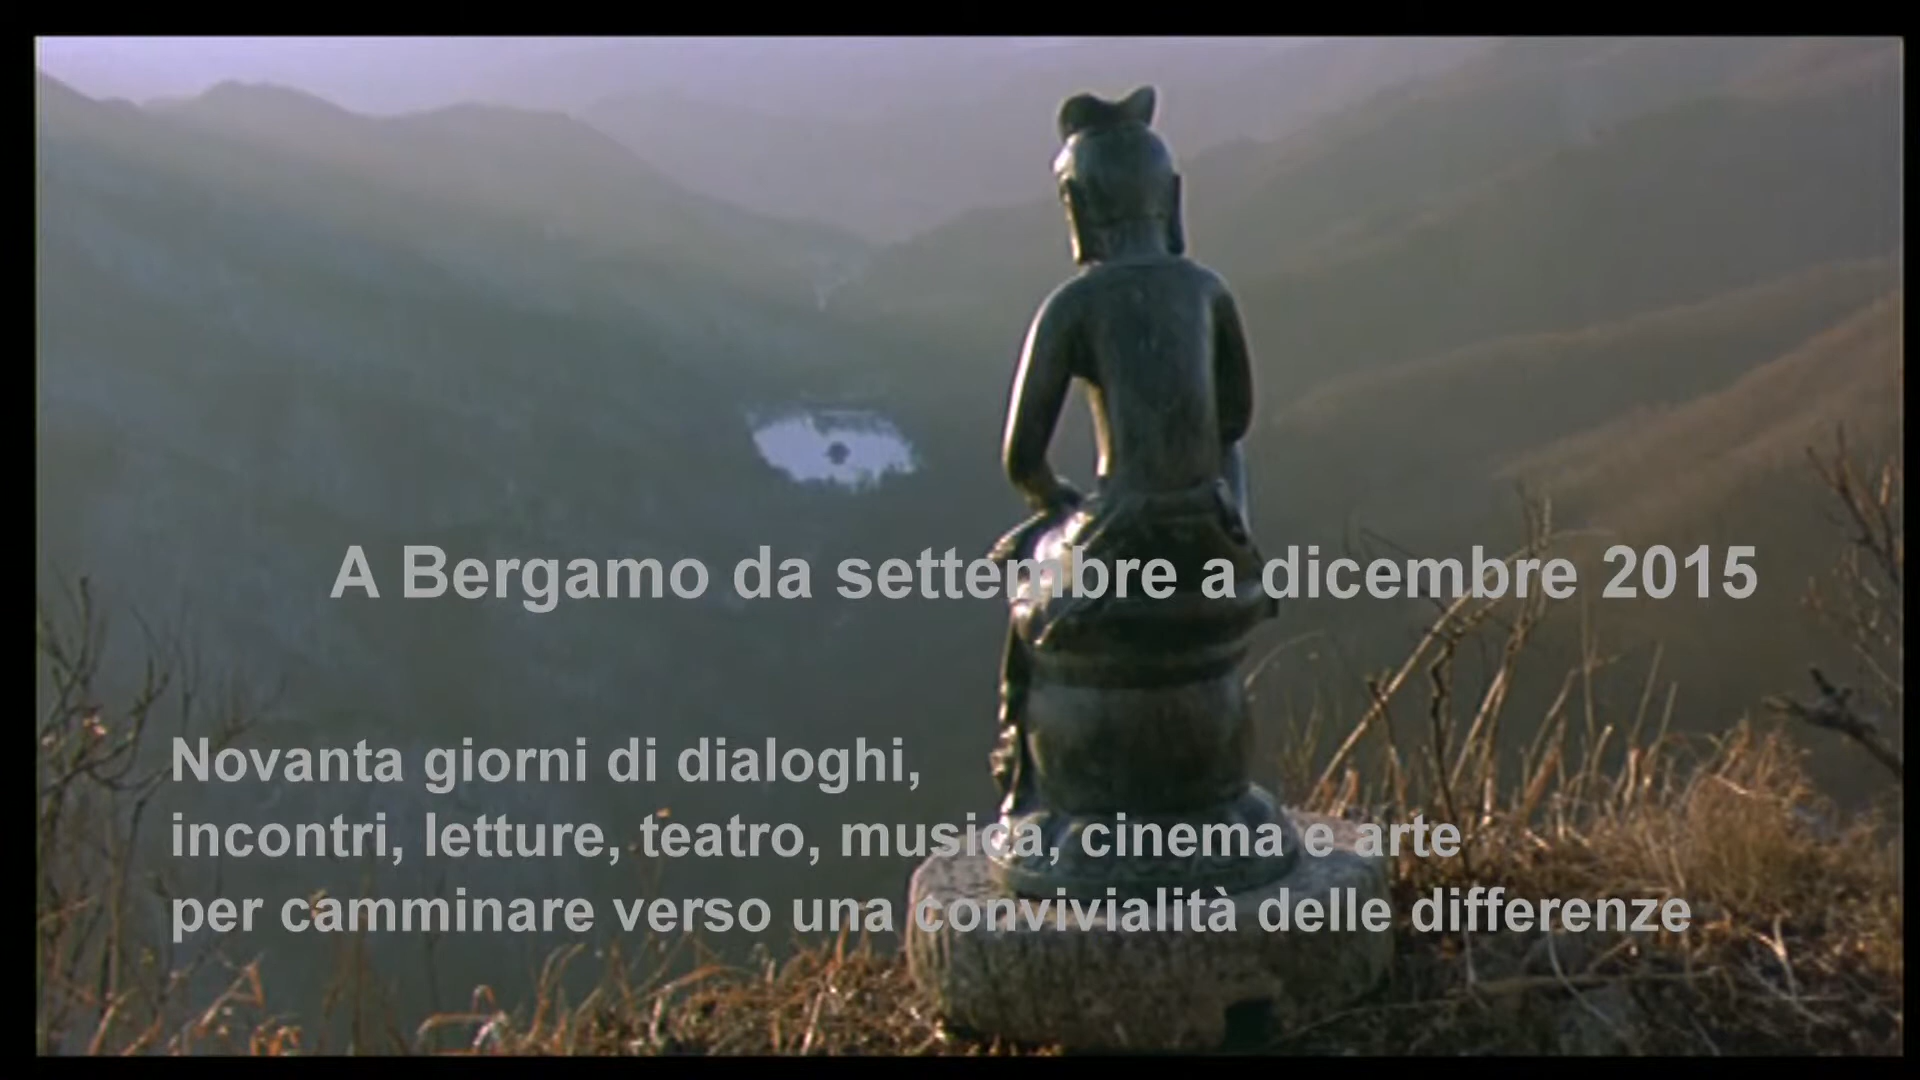 A Bergamo da settembre a dicembre 2015
Novanta giorni di dialoghi,
incontri, letture, teatro, musica, cinema e arte
per camminare verso una convivialità delle differenze